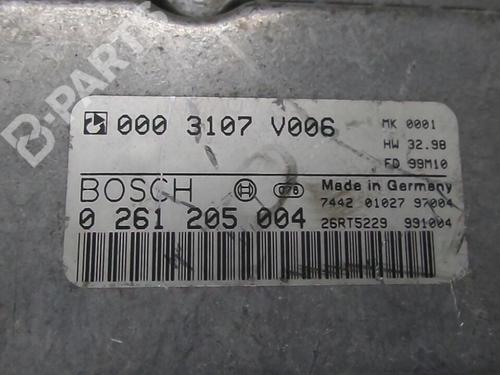 B-PARTS
000 3107 V006
MK 0001
HW 32.98
FD 99M10
BOSCH
078
Made in Germany
0 261 205 004
7442 01027 97004
26RT5229 991004